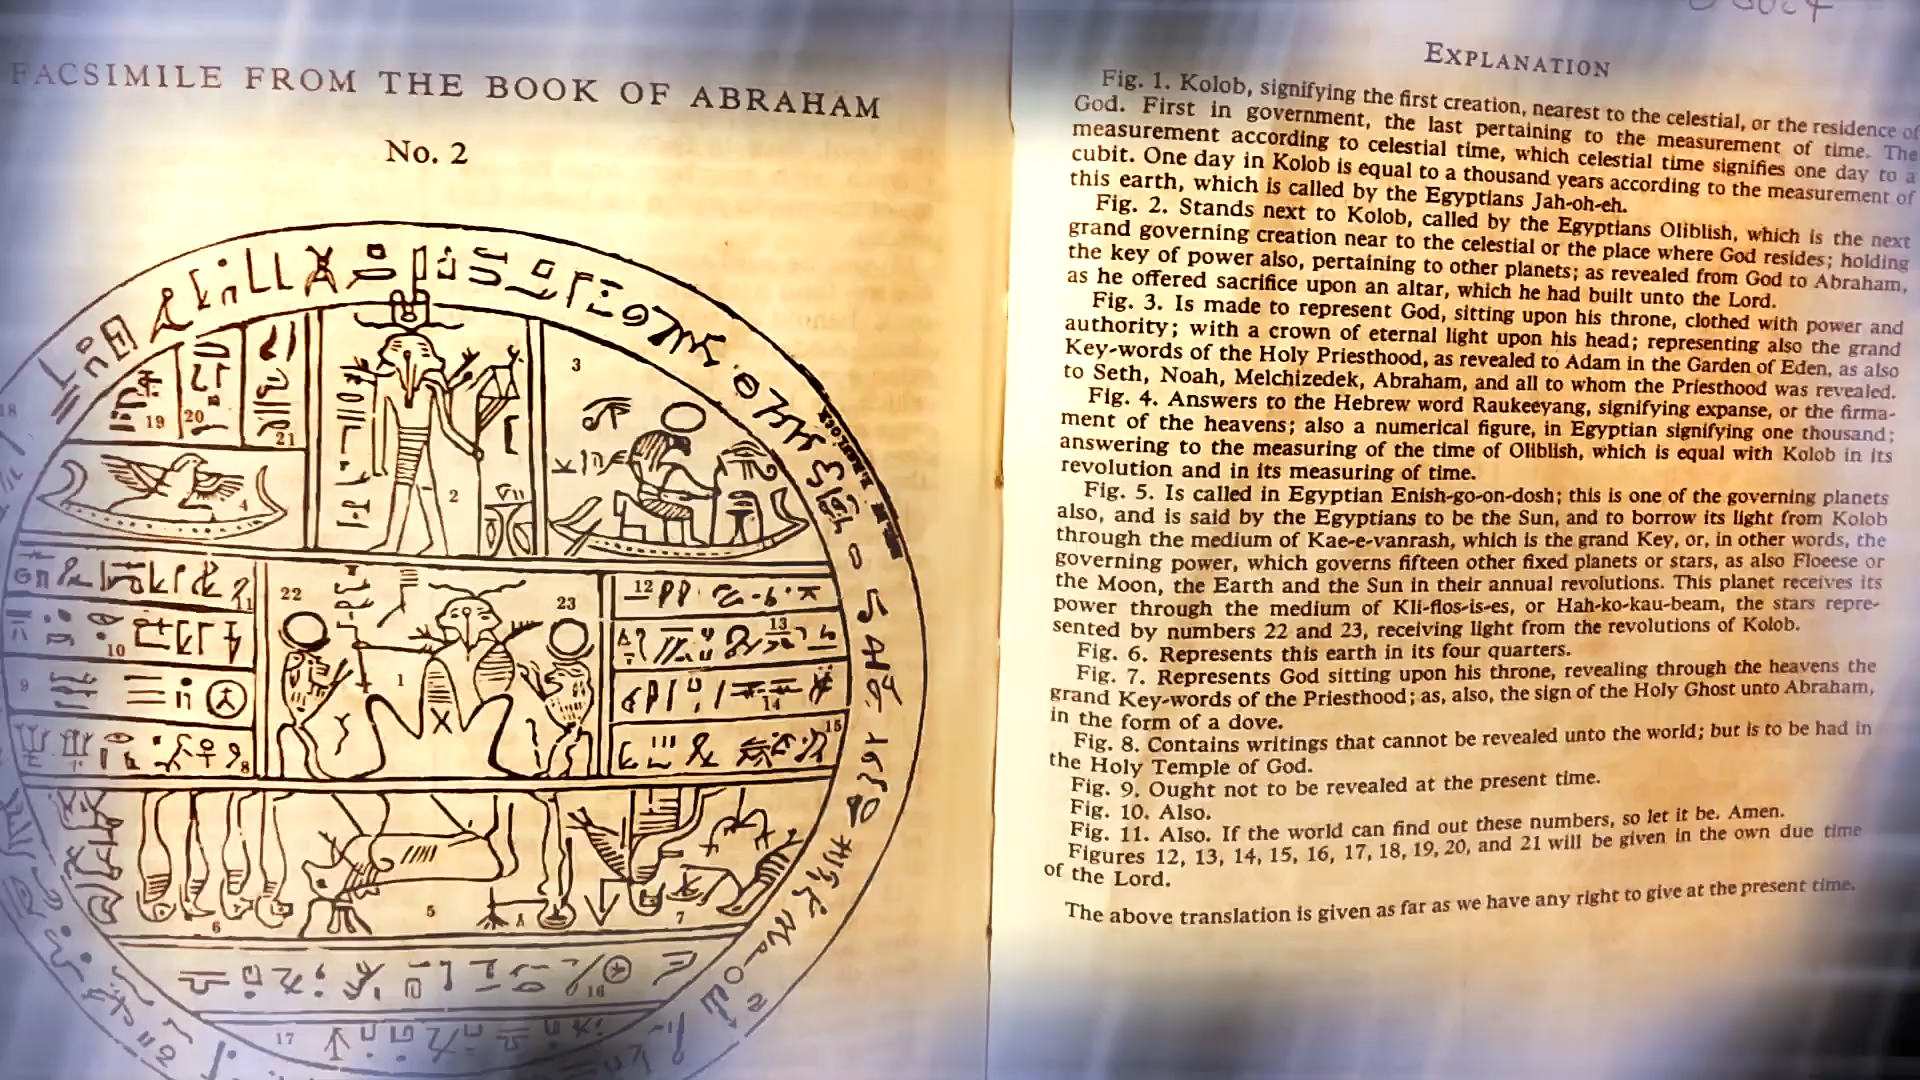 FACSIMILE FROM THE BOOK OF ABRAHAM
No. 2
18
19
20
21
2
3
4
22
23
11
12
10
13
1
9
14
8
15
6
5
7
16
17
EXPLANATION
Fig. 1. Kolob, signifying the first creation, nearest to the celestial, or the residence of
God. First in government, the last pertaining to the measurement of time. The
measurement according to celestial time, which celestial time signifies one day to a
cubit. One day in Kolob is equal to a thousand years according to the measurement of
this earth, which is called by the Egyptians Jah-oh-eh.
Fig. 2. Stands next to Kolob, called by the Egyptians Oliblish, which is the next
grand governing creation near to the celestial or the place where God resides; holding
the key of power also, pertaining to other planets; as revealed from God to Abraham,
as he offered sacrifice upon an altar, which he had built unto the Lord.
Fig. 3. Is made to represent God, sitting upon his throne, clothed with power and
authority; with a crown of eternal light upon his head; representing also the grand
Key-words of the Holy Priesthood, as revealed to Adam in the Garden of Eden, as also
to Seth, Noah, Melchizedek, Abraham, and all to whom the Priesthood was revealed.
Fig. 4. Answers to the Hebrew word Raukeeyang, signifying expanse, or the firma-
ment of the heavens; also a numerical figure, in Egyptian signifying one thousand;
answering to the measuring of the time of Oliblish, which is equal with Kolob in its
revolution and in its measuring of time.
Fig. 5. Is called in Egyptian Enish-go-on-dosh; this is one of the governing planets
also, and is said by the Egyptians to be the Sun, and to borrow its light from Kolob
through the medium of Kae-e-vanrash, which is the grand Key, or, in other words, the
governing power, which governs fifteen other fixed planets or stars, as also Floeese or
the Moon, the Earth and the Sun in their annual revolutions. This planet receives its
power through the medium of Kli-flos-is-es, or Hah-ko-kau-beam, the stars repre-
sented by numbers 22 and 23, receiving light from the revolutions of Kolob.
Fig. 6. Represents this earth in its four quarters.
Fig. 7. Represents God sitting upon his throne, revealing through the heavens the
grand Key-words of the Priesthood; as, also, the sign of the Holy Ghost unto Abraham,
in the form of a dove.
Fig. 8. Contains writings that cannot be revealed unto the world; but is to be had in
the Holy Temple of God.
Fig. 9. Ought not to be revealed at the present time.
Fig. 10. Also.
Fig. 11. Also. If the world can find out these numbers, so let it be. Amen.
Figures 12, 13, 14, 15, 16, 17, 18, 19, 20, and 21 will be given in the own due time
of the Lord.
The above translation is given as far as we have any right to give at the present time.